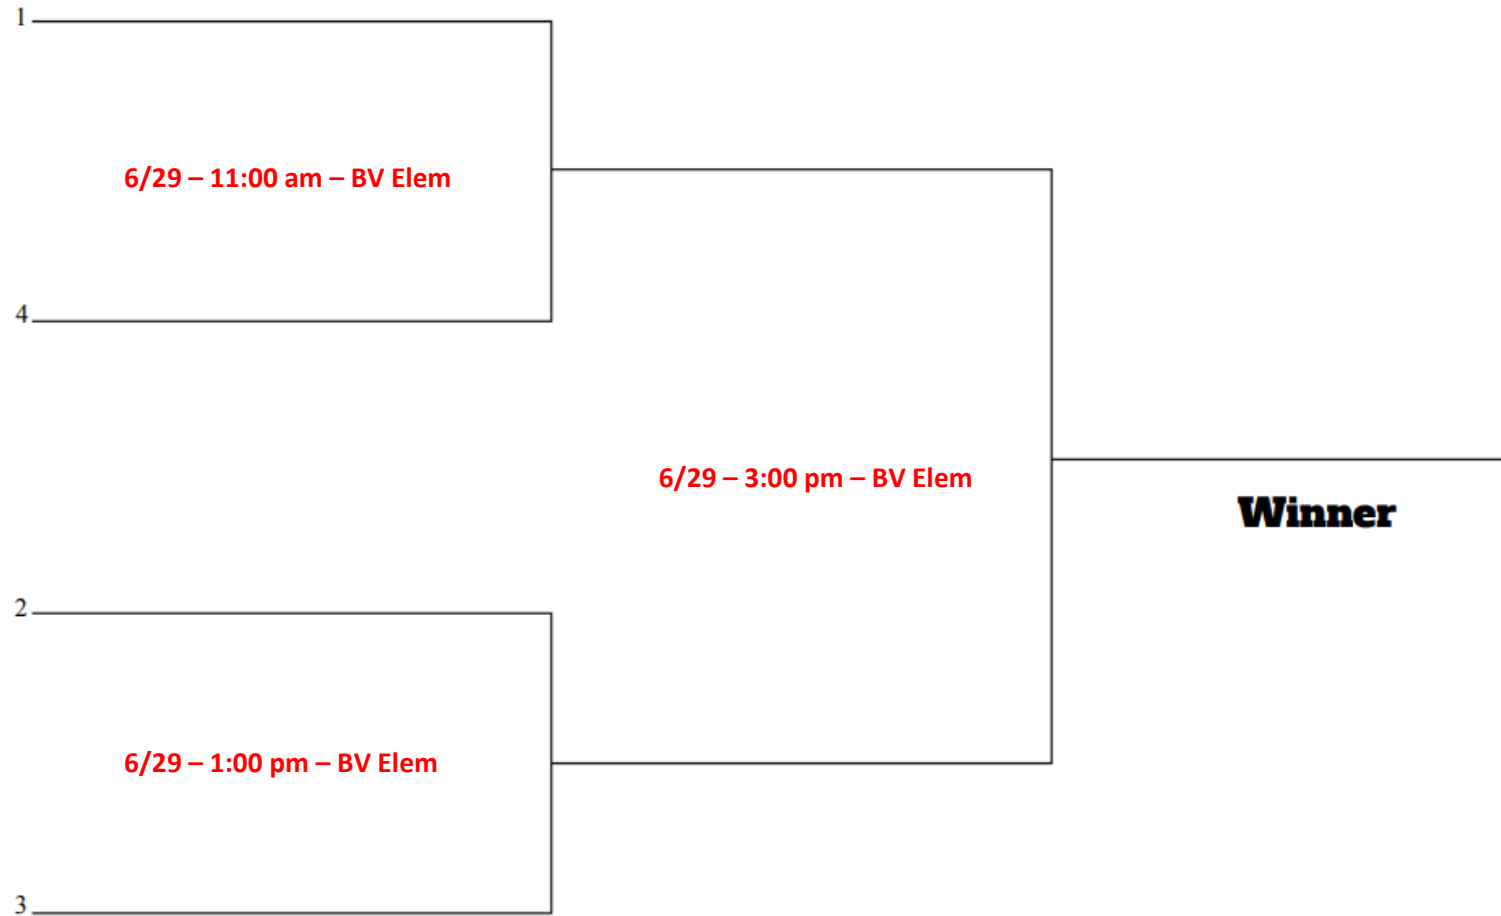 1
6/29 – 11:00 am – BV Elem
4
6/29 – 3:00 pm – BV Elem
Winner
2
6/29 – 1:00 pm – BV Elem
3